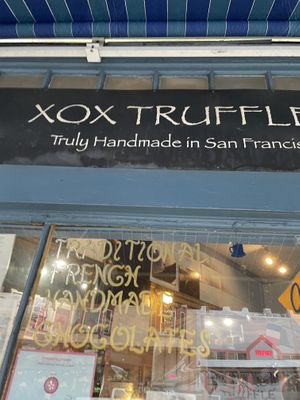 XOX TRUFFLE
Truly Handmade in San Francis
TRADITIONAL
FRENCH
HANDMADE
CHOCOLATES